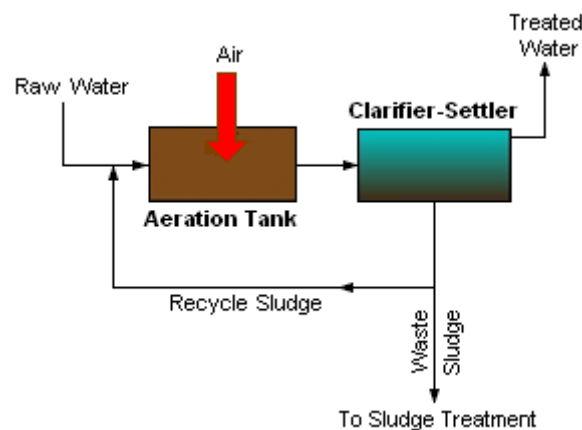 Treated
Water
Air
Raw Water
Clarifier-Settler
Aeration Tank
Recycle Sludge
Waste
Sludge
To Sludge Treatment